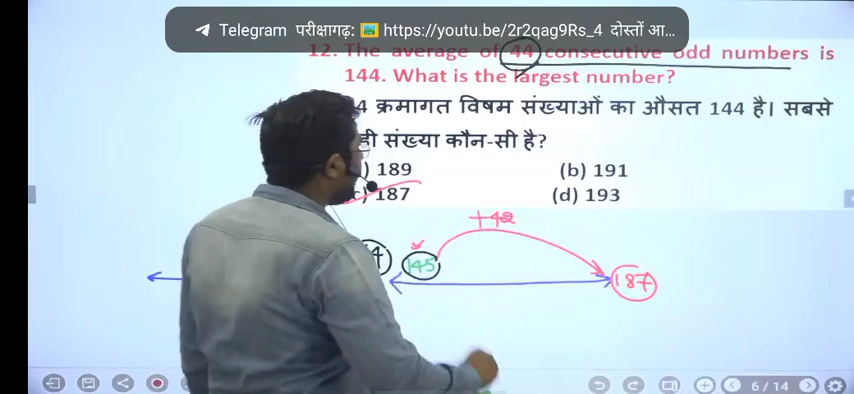 Telegram परीक्षागढ़: 🖼 https://youtu.be/2r2qag9Rs_4 दोस्तों आ...
12. The average of 44 consecutive odd numbers is
144. What is the largest number?
4 क्रमागत विषम संख्याओं का औसत 144 है। सबसे
ड़ी संख्या कौन-सी है?
) 189 (b) 191
c) 187 (d) 193
+42
4 145 187
6 / 14